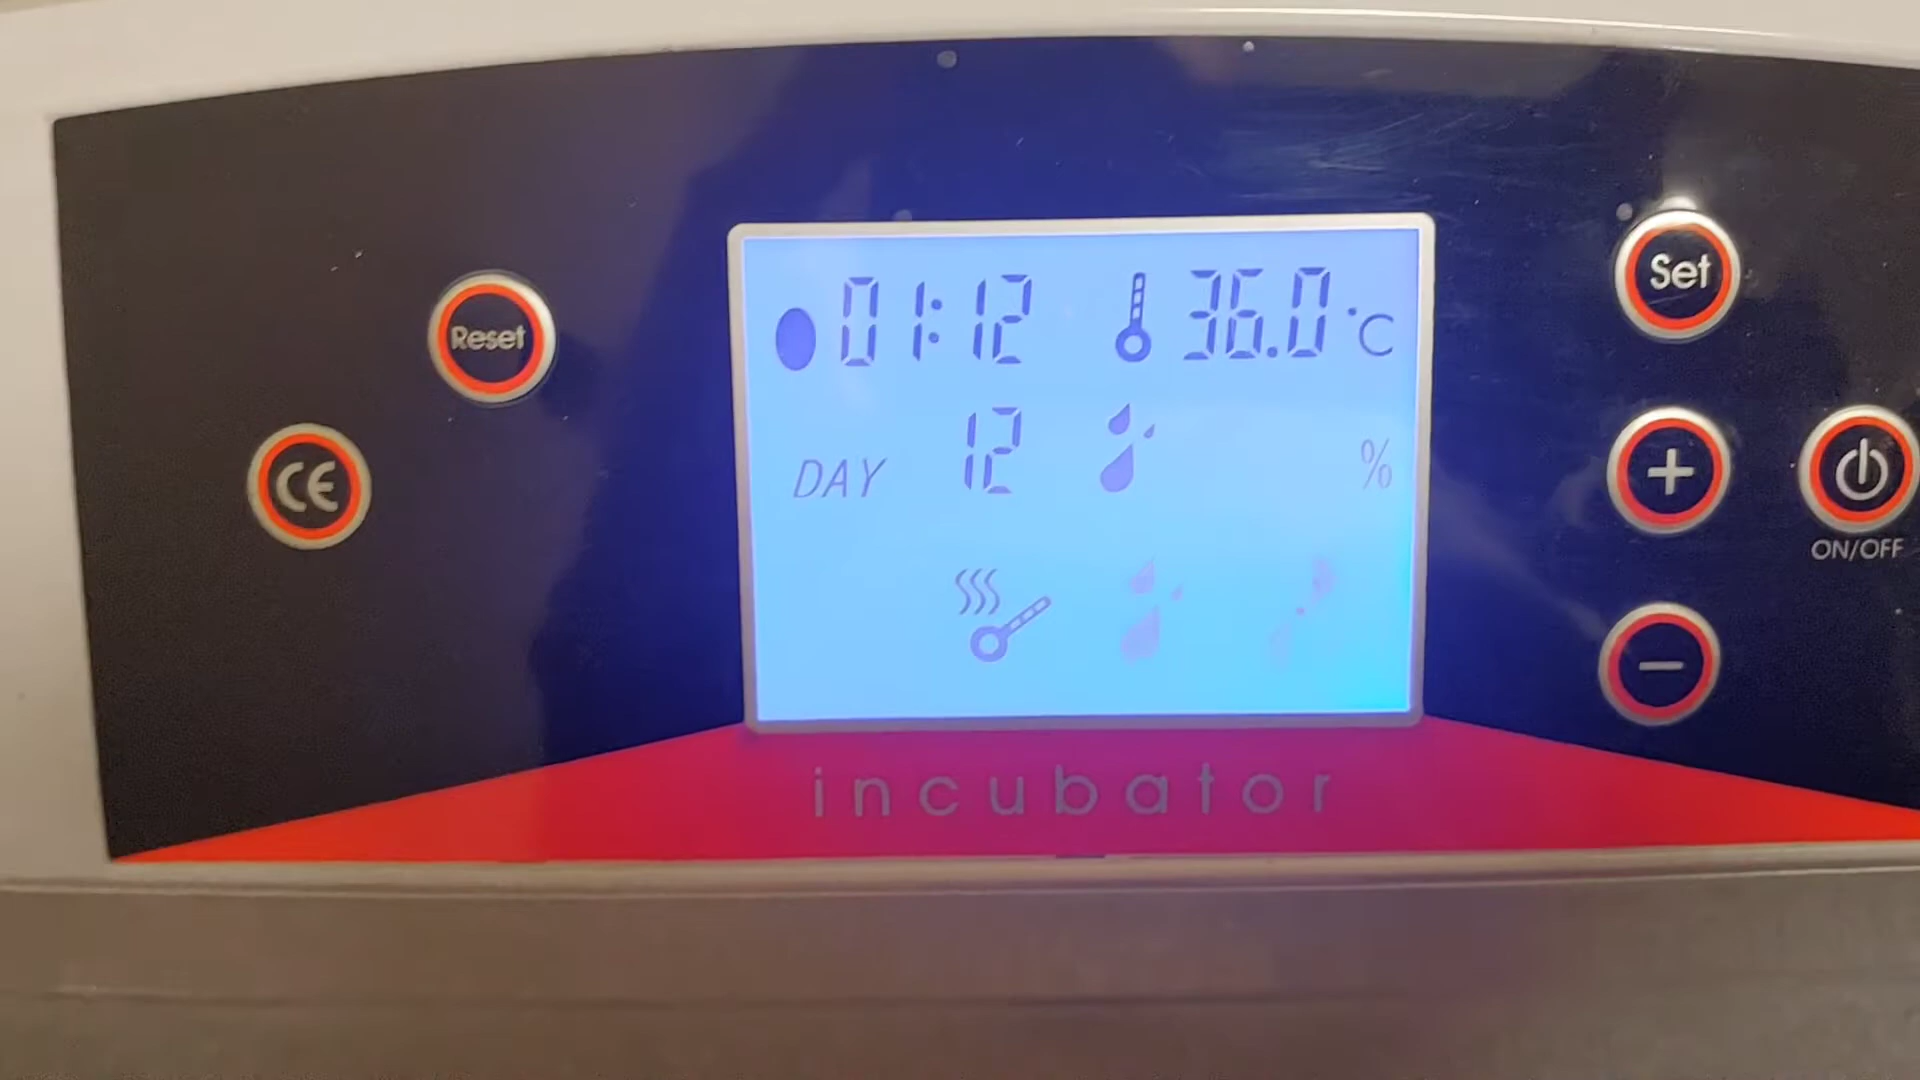 01:12 36.0 °C
DAY 12 %
Reset
CE
Set
+
ON/OFF
−
incubator